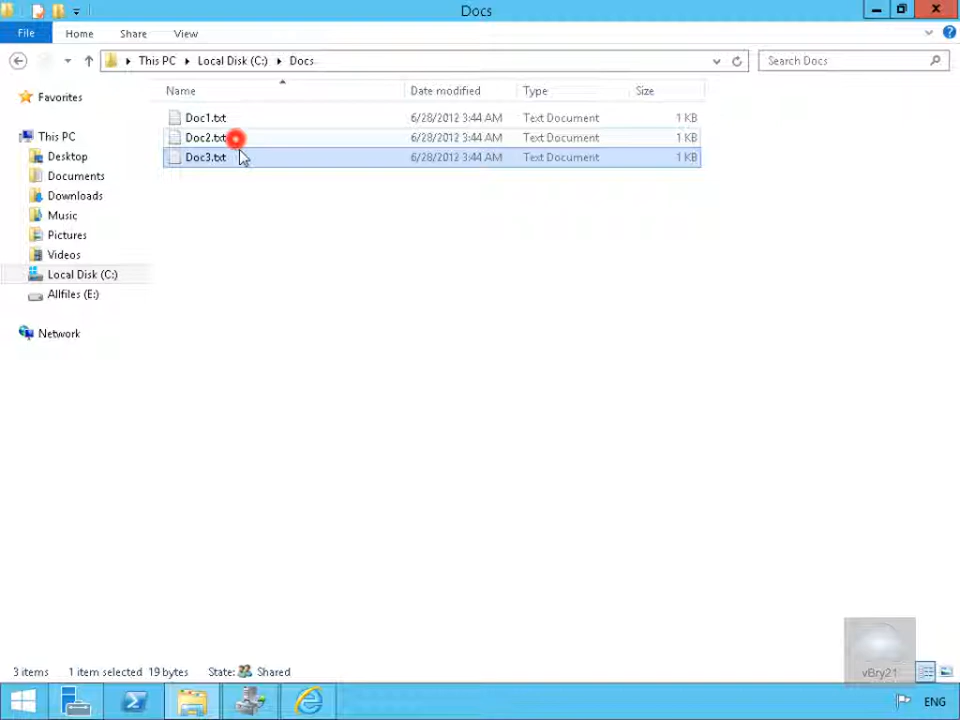 Docs
File Home Share View
This PC Local Disk (C:) Docs
Search Docs
Name Date modified Type Size
Favorites
Doc1.txt 6/28/2012 3:44 AM Text Document 1 KB
Doc2.txt 6/28/2012 3:44 AM Text Document 1 KB
Doc3.txt 6/28/2012 3:44 AM Text Document 1 KB
This PC
Desktop
Documents
Downloads
Music
Pictures
Videos
Local Disk (C:)
Allfiles (E:)
Network
3 items 1 item selected 19 bytes State: Shared
vBry21
ENG